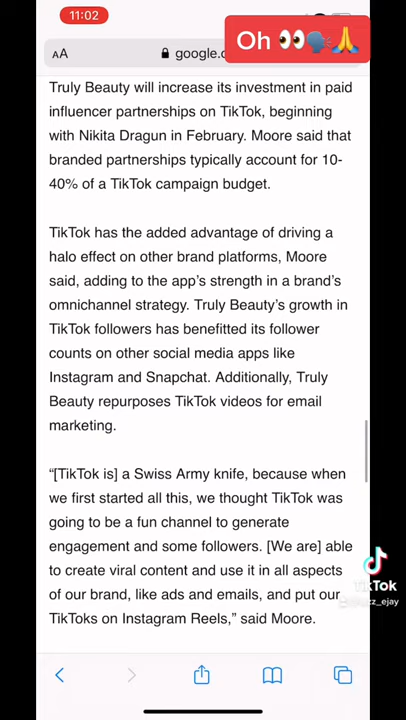 11:02
Oh 👀🗣️🙏
AA
google.c
Truly Beauty will increase its investment in paid
influencer partnerships on TikTok, beginning
with Nikita Dragun in February. Moore said that
branded partnerships typically account for 10-
40% of a TikTok campaign budget.
TikTok has the added advantage of driving a
halo effect on other brand platforms, Moore
said, adding to the app’s strength in a brand’s
omnichannel strategy. Truly Beauty’s growth in
TikTok followers has benefitted its follower
counts on other social media apps like
Instagram and Snapchat. Additionally, Truly
Beauty repurposes TikTok videos for email
marketing.
“[TikTok is] a Swiss Army knife, because when
we first started all this, we thought TikTok was
going to be a fun channel to generate
engagement and some followers. [We are] able
to create viral content and use it in all aspects
of our brand, like ads and emails, and put our
TikToks on Instagram Reels,” said Moore.
TikTok